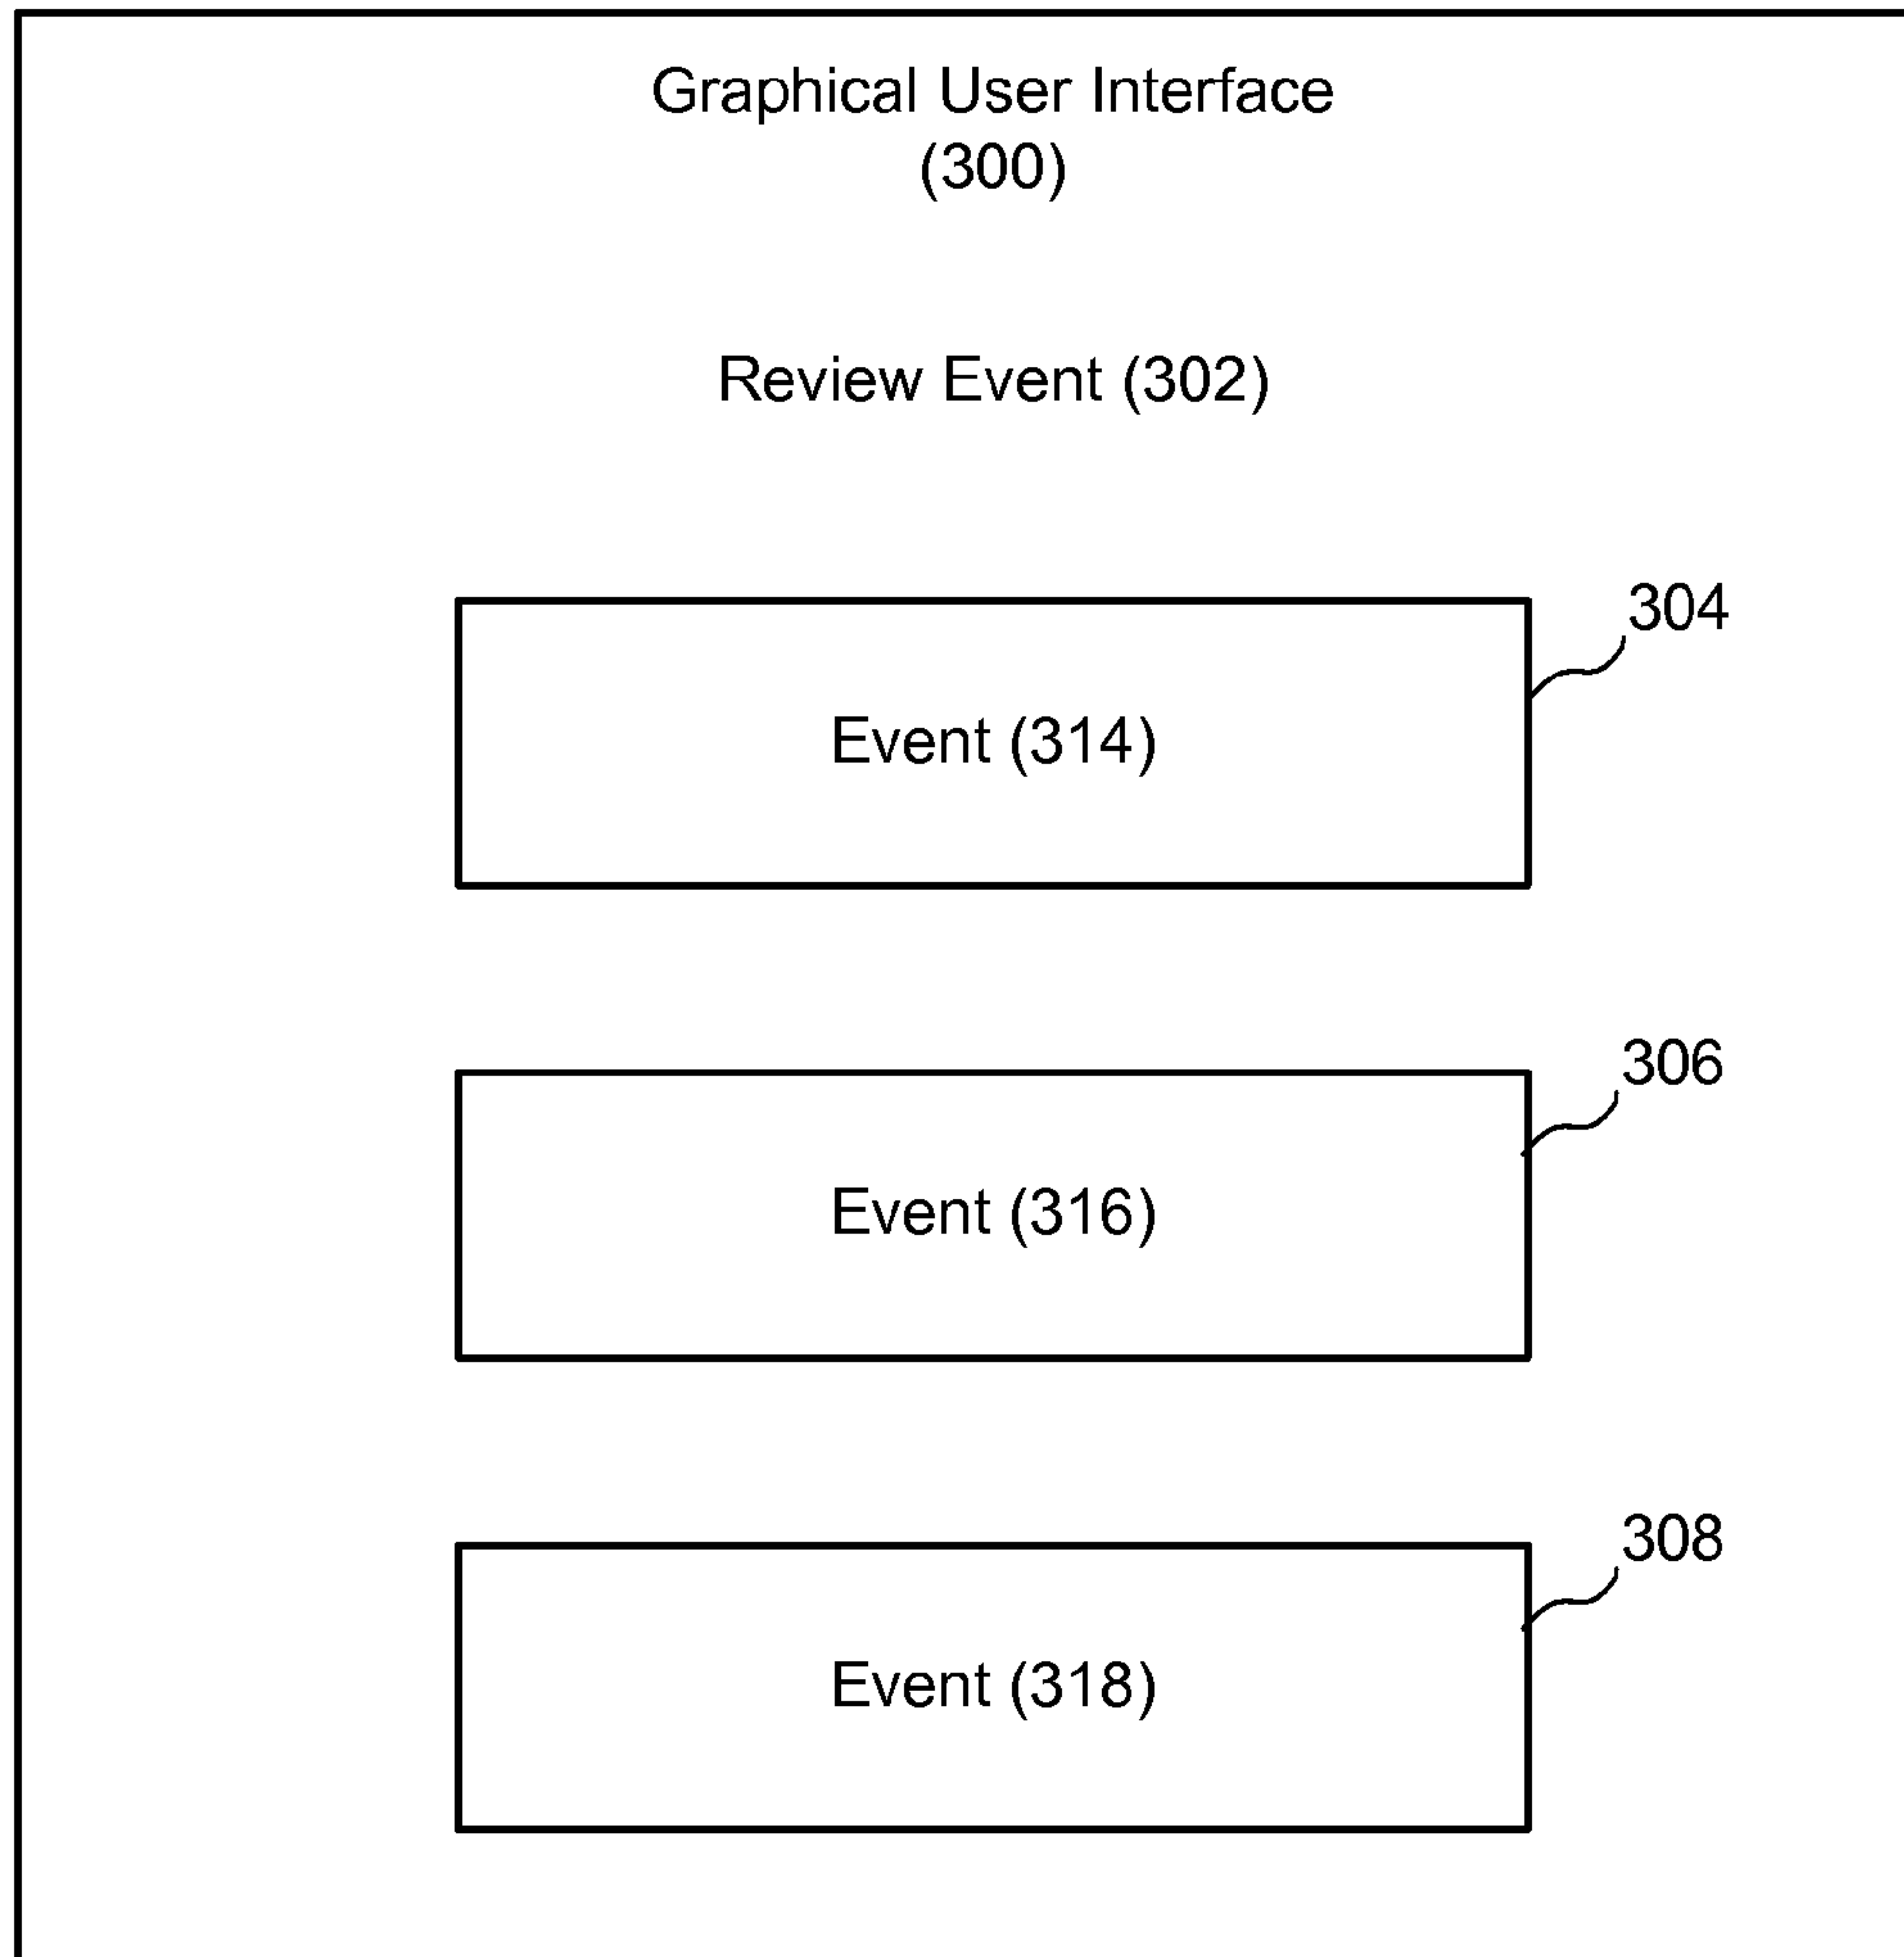 Graphical User Interface
(300)
Review Event (302)
304
Event (314)
306
Event (316)
308
Event (318)